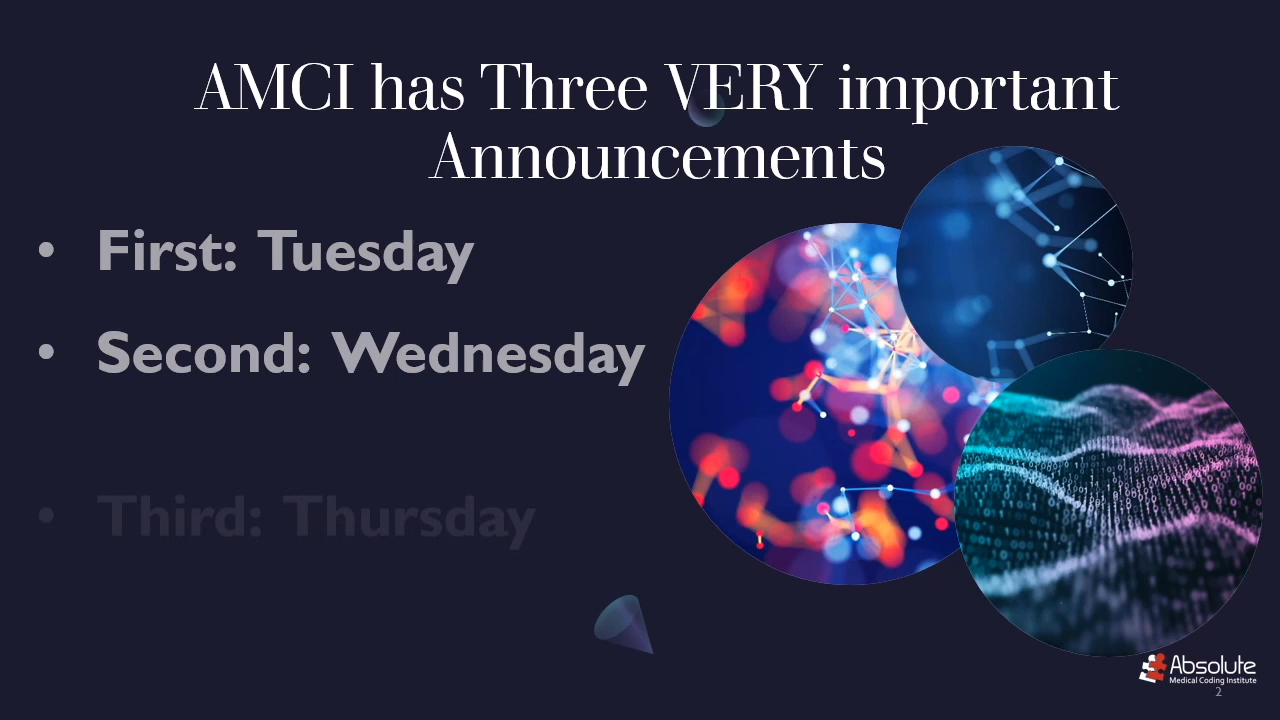 AMCI has Three VERY important
Announcements
• First: Tuesday
• Second: Wednesday
• Third: Thursday
Absolute
Medical Coding Institute
2